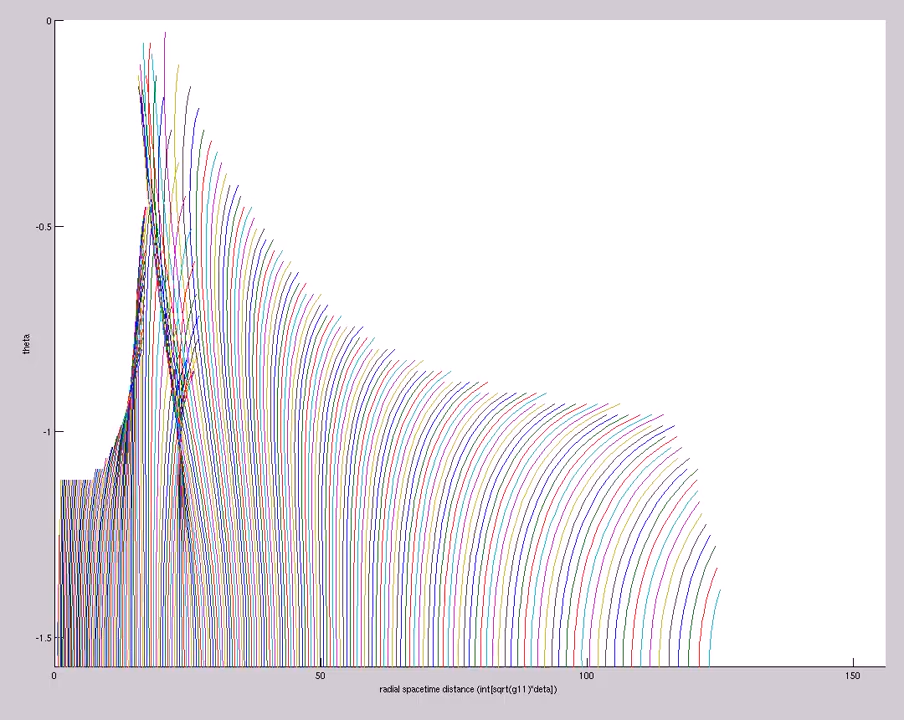 0
-0.5
theta
-1
-1.5
0 50 100 150
radial spacetime distance (int[sqrt(g11)*deta])